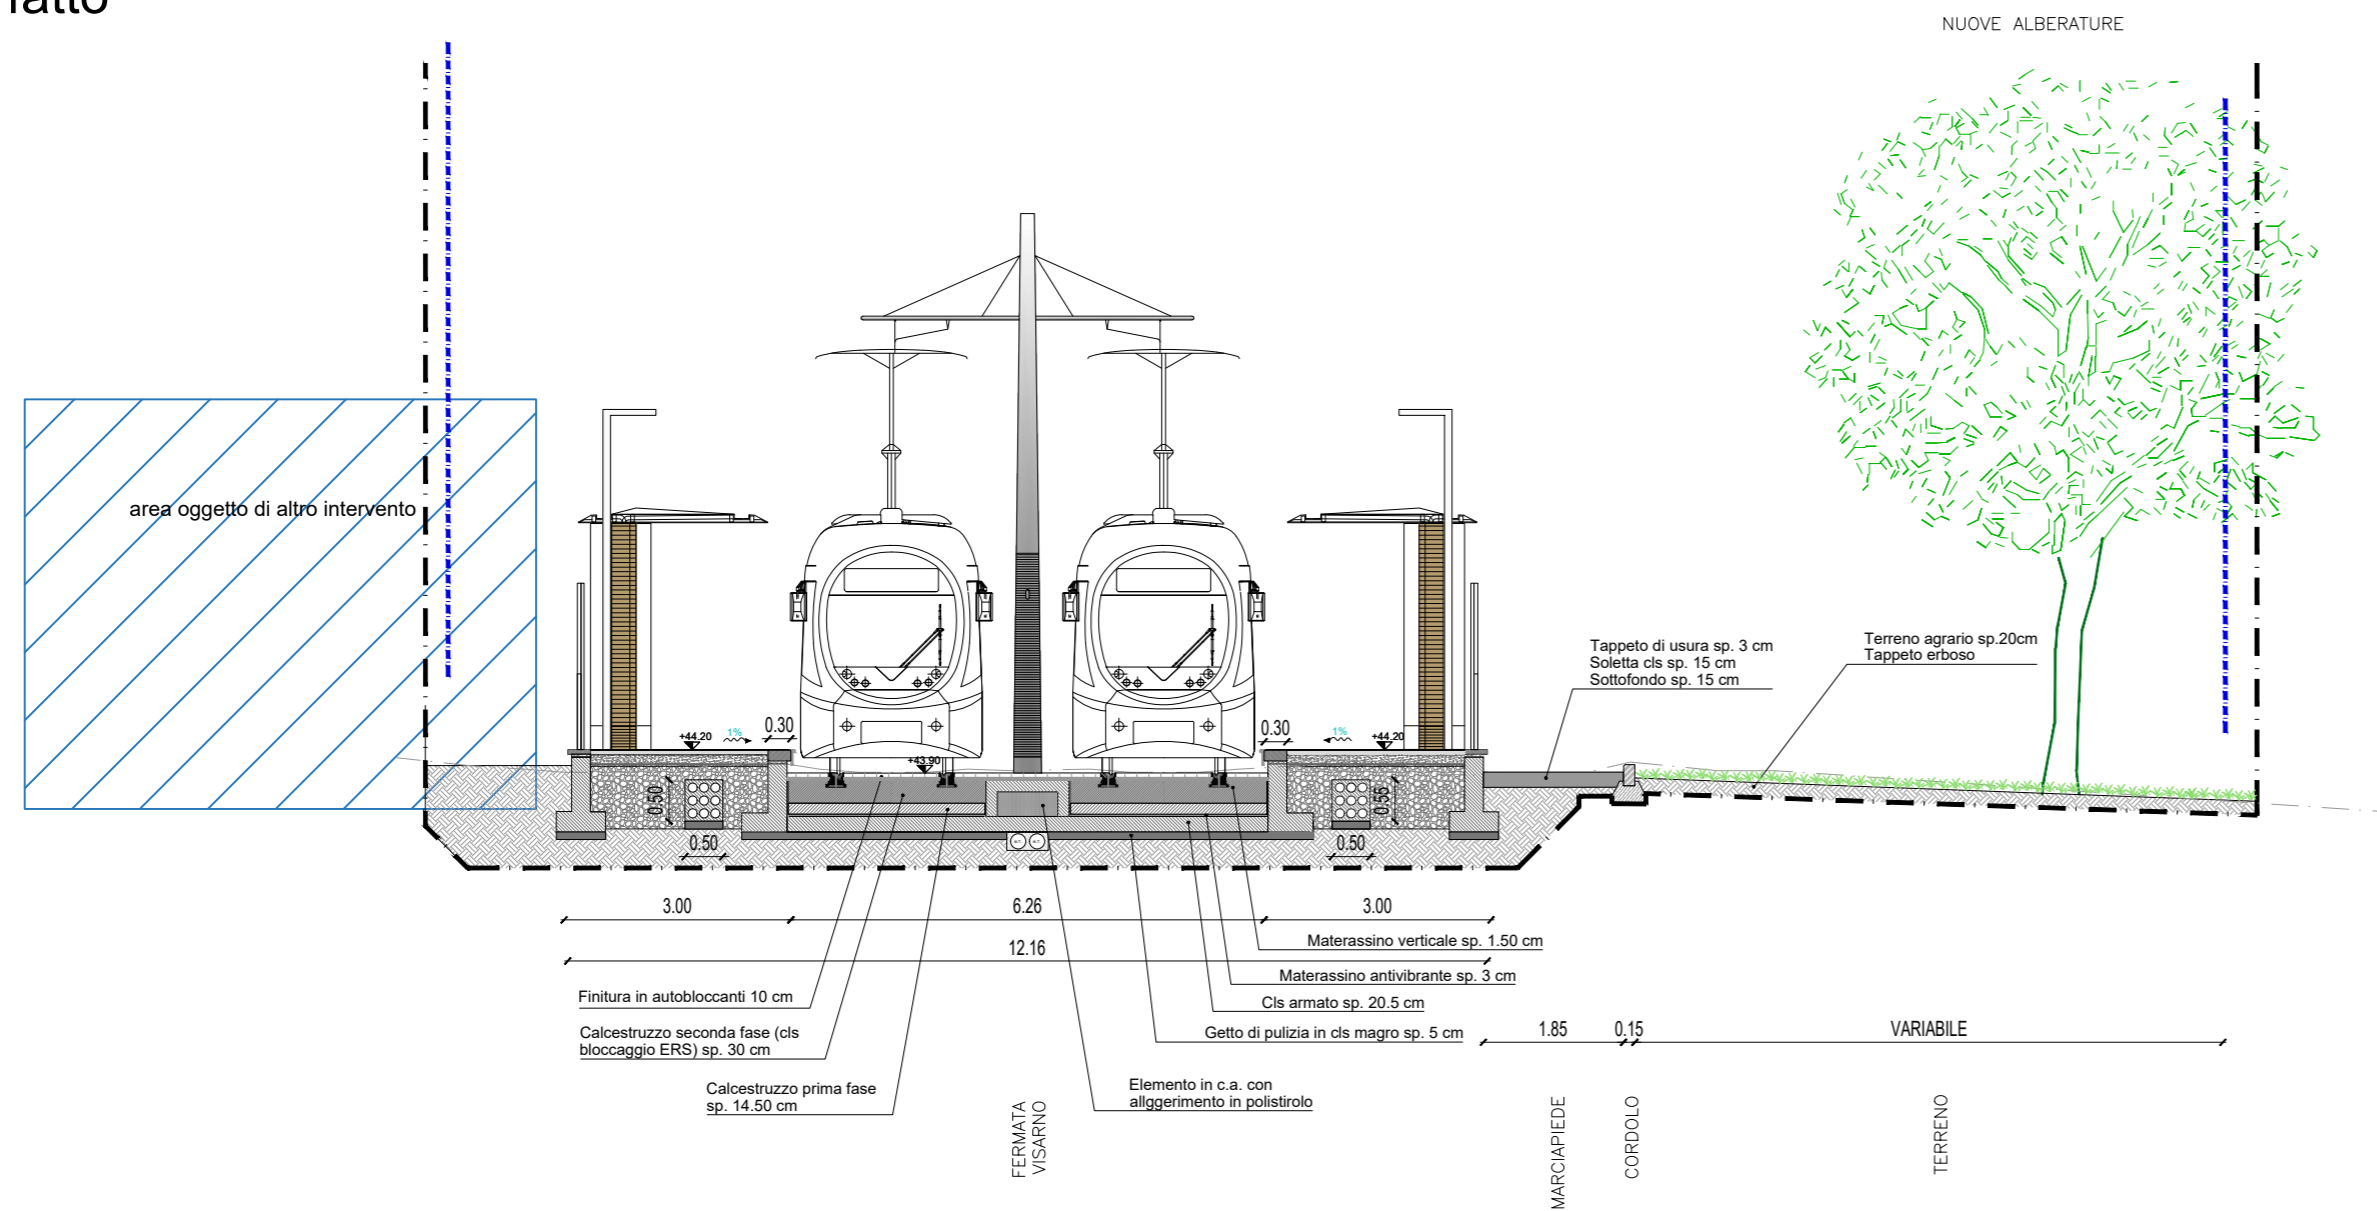 fatto
NUOVE ALBERATURE
area oggetto di altro intervento
Tappeto di usura sp. 3 cm
Soletta cls sp. 15 cm
Sottofondo sp. 15 cm
Terreno agrario sp.20cm
Tappeto erboso
+44.20
1%
0.30
+43.90
0.30
1%
+44.20
0.50
0.50
0.55
0.50
3.00
6.26
3.00
12.16
Materassino verticale sp. 1.50 cm
Materassino antivibrante sp. 3 cm
Cls armato sp. 20.5 cm
Getto di pulizia in cls magro sp. 5 cm
Finitura in autobloccanti 10 cm
Calcestruzzo seconda fase (cls
bloccaggio ERS) sp. 30 cm
Calcestruzzo prima fase
sp. 14.50 cm
Elemento in c.a. con
allggerimento in polistirolo
1.85
0.15
VARIABILE
FERMATA
VISARNO
MARCIAPIEDE
CORDOLO
TERRENO